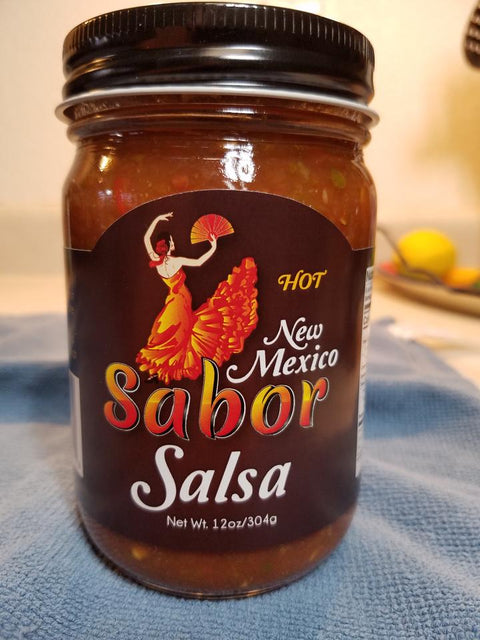 HOT
New
Mexico
Sabor
Salsa
Net Wt. 12oz/304g